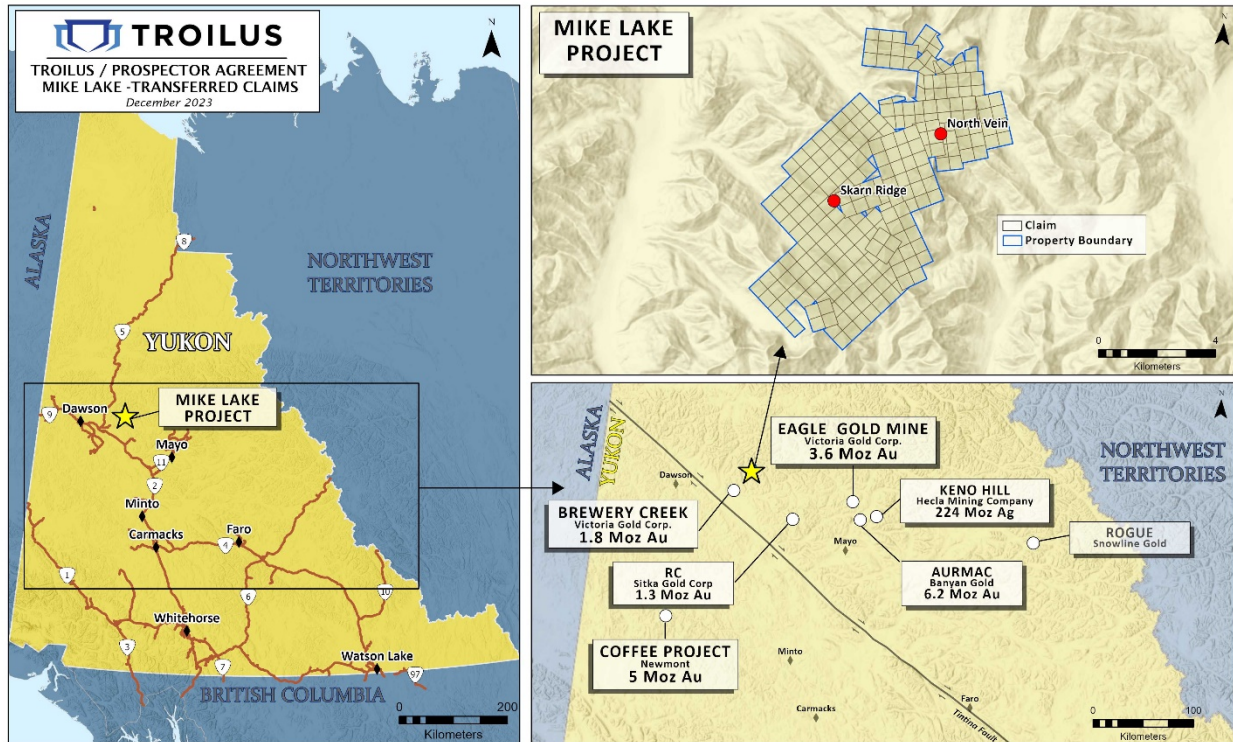 TROILUS
TROILUS / PROSPECTOR AGREEMENT
MIKE LAKE -TRANSFERRED CLAIMS
December 2023
N
ALASKA
NORTHWEST
TERRITORIES
8
5
YUKON
MIKE LAKE
PROJECT
9
Dawson
Mayo
11
2
Minto
Carmacks
Faro
4
1
6
10
Whitehorse
3
7
Watson Lake
97
BRITISH COLUMBIA
0
200
Kilometers
MIKE LAKE
PROJECT
N
North Vein
Skarn Ridge
Claim
Property Boundary
0
4
Kilometers
ALASKA
YUKON
N
NORTHWEST
TERRITORIES
Dawson
EAGLE GOLD MINE
Victoria Gold Corp.
3.6 Moz Au
KENO HILL
Hecla Mining Company
224 Moz Ag
BREWERY CREEK
Victoria Gold Corp.
1.8 Moz Au
Mayo
ROGUE
Snowline Gold
RC
Sitka Gold Corp
1.3 Moz Au
AURMAC
Banyan Gold
6.2 Moz Au
COFFEE PROJECT
Newmont
5 Moz Au
Minto
Carmacks
Faro
Tintina Fault
0
100
Kilometers